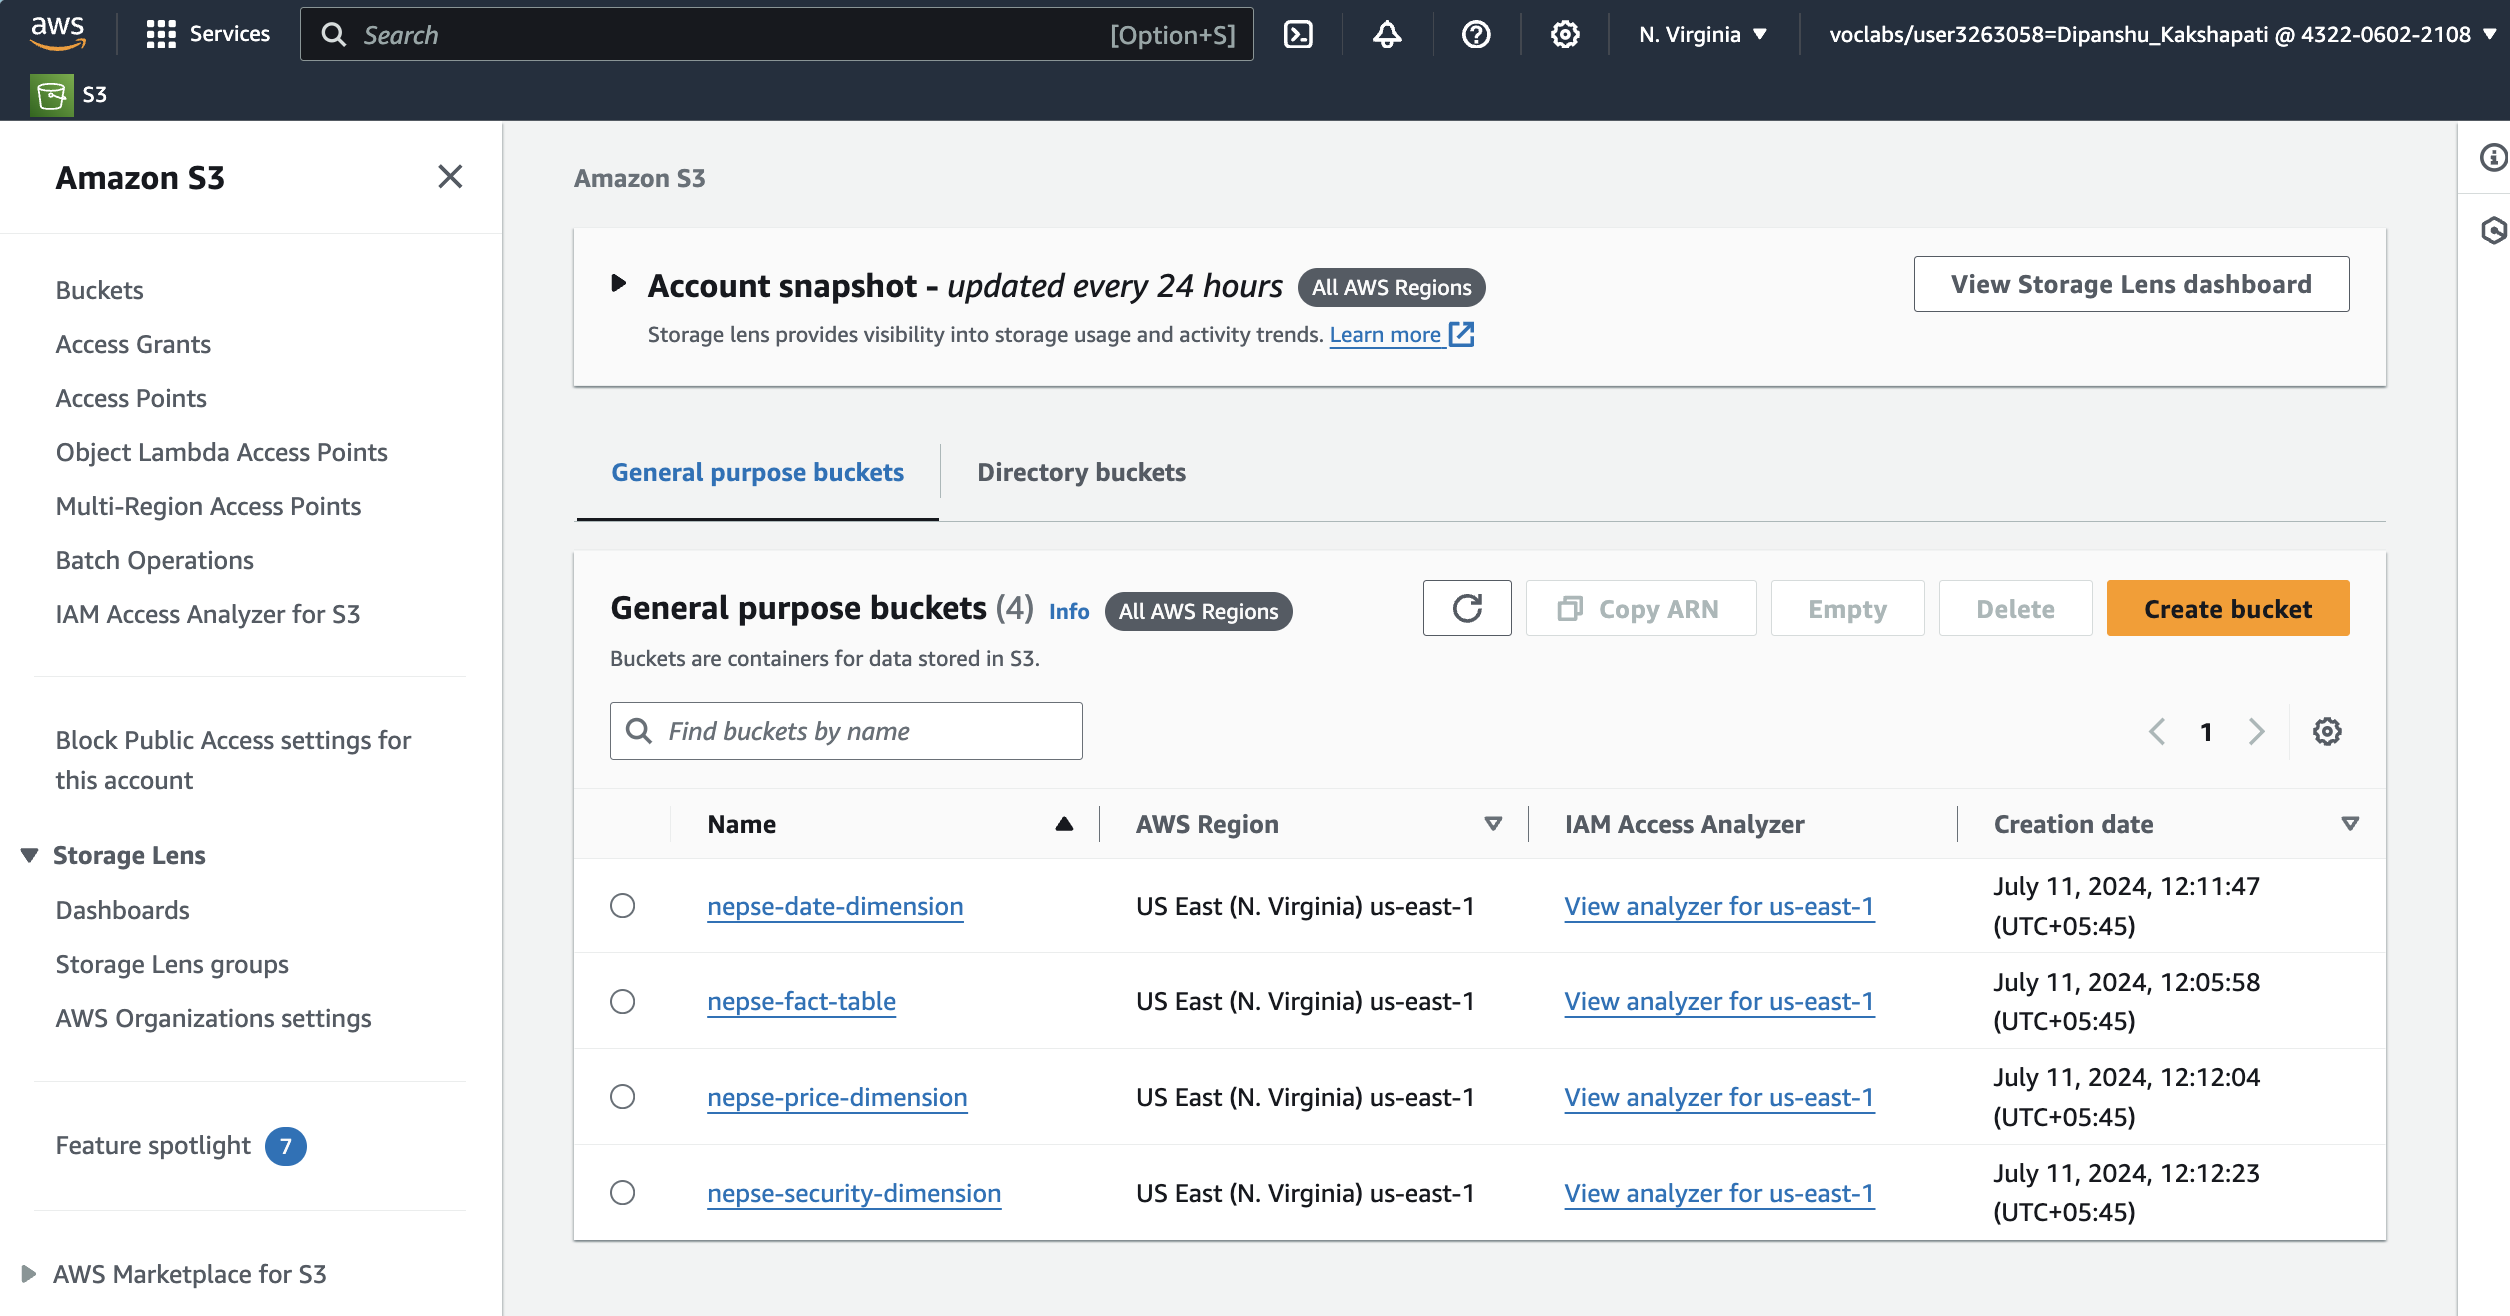 aws
Services
Search
[Option+S]
N. Virginia
voclabs/user3263058=Dipanshu_Kakshapati @ 4322-0602-2108
S3
Amazon S3
Buckets
Access Grants
Access Points
Object Lambda Access Points
Multi-Region Access Points
Batch Operations
IAM Access Analyzer for S3
Block Public Access settings for
this account
Storage Lens
Dashboards
Storage Lens groups
AWS Organizations settings
Feature spotlight 7
AWS Marketplace for S3
Amazon S3
Account snapshot - updated every 24 hours All AWS Regions
Storage lens provides visibility into storage usage and activity trends. Learn more
View Storage Lens dashboard
General purpose buckets
Directory buckets
General purpose buckets (4) Info All AWS Regions
Buckets are containers for data stored in S3.
Copy ARN
Empty
Delete
Create bucket
Find buckets by name
1
Name AWS Region IAM Access Analyzer Creation date
nepse-date-dimension US East (N. Virginia) us-east-1 View analyzer for us-east-1 July 11, 2024, 12:11:47
(UTC+05:45)
nepse-fact-table US East (N. Virginia) us-east-1 View analyzer for us-east-1 July 11, 2024, 12:05:58
(UTC+05:45)
nepse-price-dimension US East (N. Virginia) us-east-1 View analyzer for us-east-1 July 11, 2024, 12:12:04
(UTC+05:45)
nepse-security-dimension US East (N. Virginia) us-east-1 View analyzer for us-east-1 July 11, 2024, 12:12:23
(UTC+05:45)